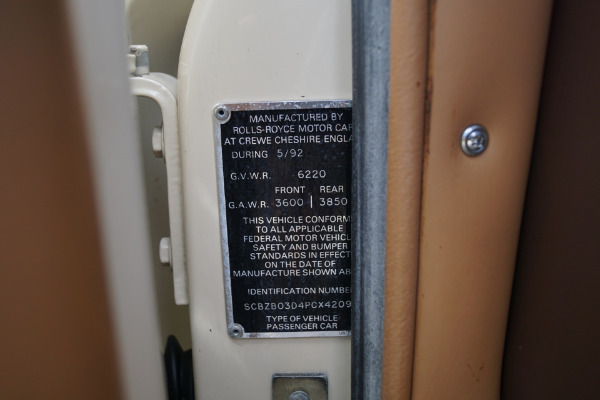 MANUFACTURED BY
ROLLS-ROYCE MOTOR CAR
AT CREWE CHESHIRE ENGLA
DURING 5/92
G.V.W.R. 6220
FRONT REAR
G.A.W.R. 3600 | 3850
THIS VEHICLE CONFORM
TO ALL APPLICABLE
FEDERAL MOTOR VEHICL
SAFETY AND BUMPER
STANDARDS IN EFFECT
ON THE DATE OF
MANUFACTURE SHOWN AB
IDENTIFICATION NUMBE
SCBZB03D4PCX4209
TYPE OF VEHICLE
PASSENGER CAR